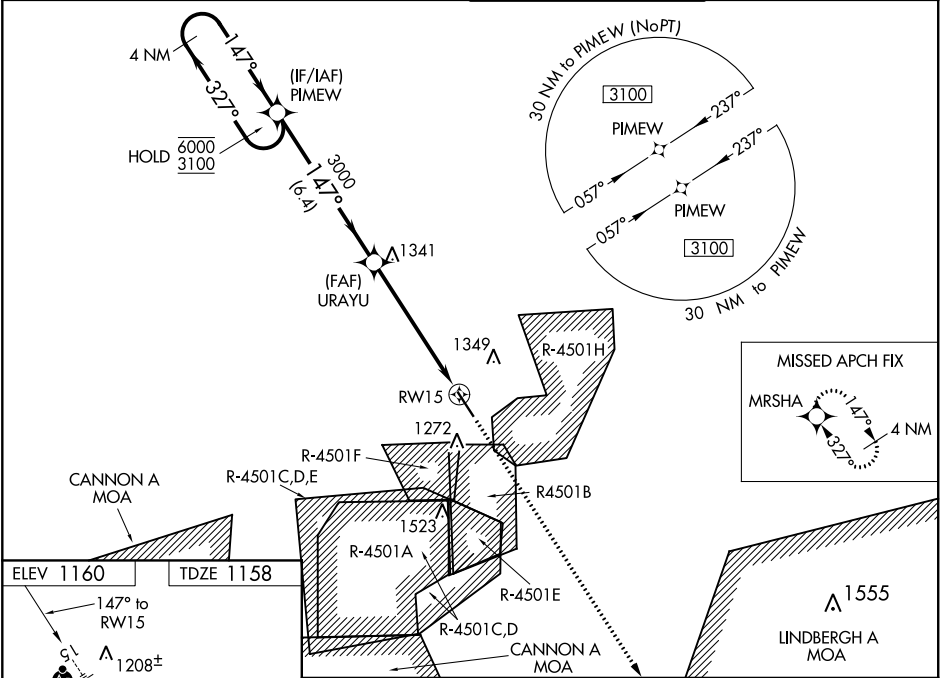 4 NM
147°
327°
(IF/IAF)
PIMEW
HOLD
6000
3100
3000
147°
(6.4)
1341
(FAF)
URAYU
30 NM to PIMEW (NoPT)
3100
PIMEW
237°
057°
237°
057°
PIMEW
3100
30 NM to PIMEW
1349
R-4501H
RW15
MISSED APCH FIX
MRSHA
147°
4 NM
327°
1272
R-4501F
R-4501C,D,E
R4501B
CANNON A
MOA
1523
R-4501A
R-4501E
R-4501C,D
CANNON A
MOA
1555
LINDBERGH A
MOA
ELEV 1160
TDZE 1158
147° to
RW15
15
1208±